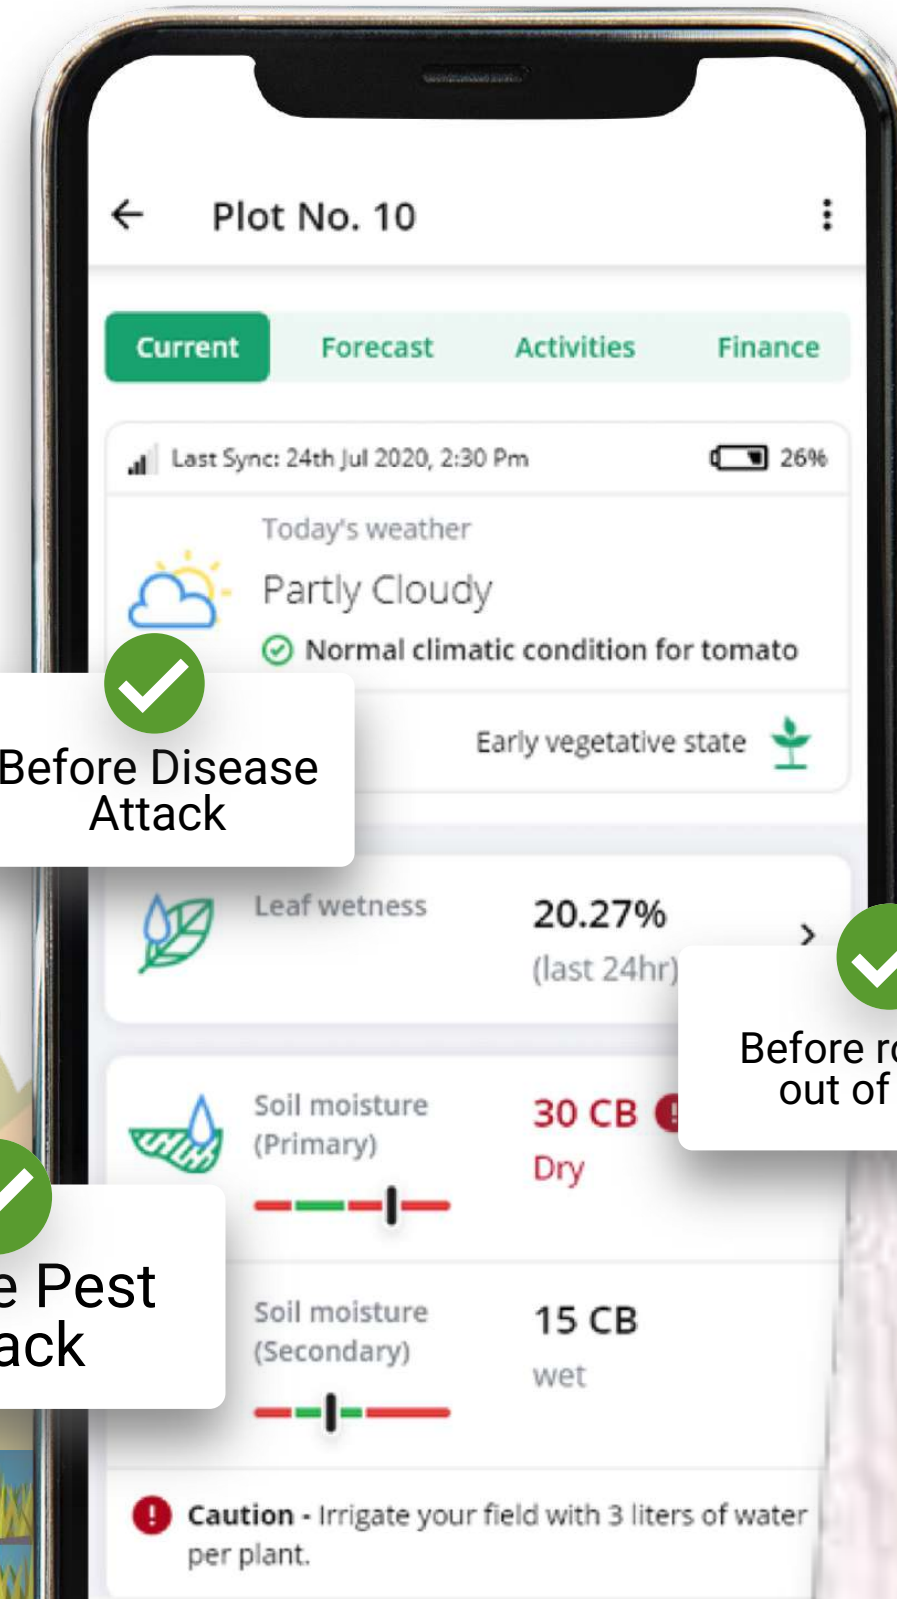 Plot No. 10
Current Forecast Activities Finance
Last Sync: 24th Jul 2020, 2:30 Pm 26%
Today's weather
Partly Cloudy
Normal climatic condition for tomato
Early vegetative state
Before Disease
Attack
Leaf wetness 20.27%
(last 24hr)
Before
out of
Soil moisture
(Primary)
30 CB
Dry
Pest
Soil moisture
(Secondary)
15 CB
wet
Caution - Irrigate your field with 3 liters of water
per plant.